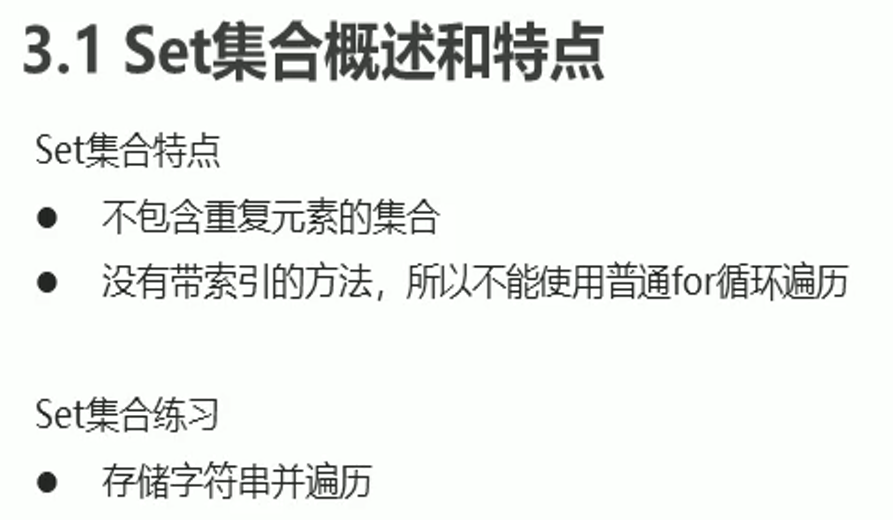 3.1 Set集合概述和特点
Set集合特点
● 不包含重复元素的集合
● 没有带索引的方法，所以不能使用普通for循环遍历
Set集合练习
● 存储字符串并遍历